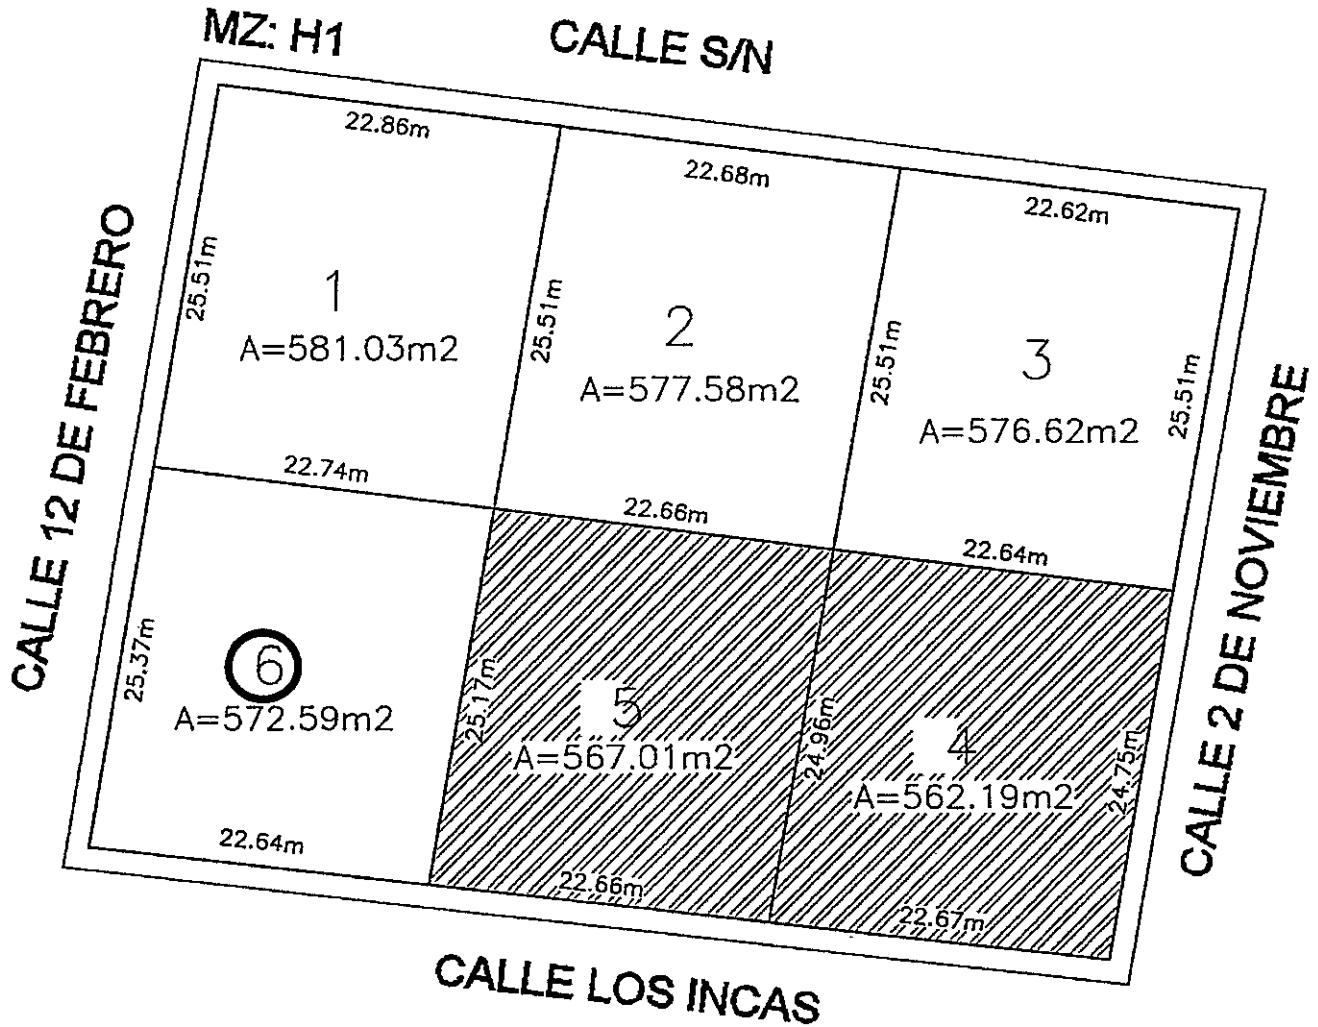 MZ: H1
CALLE S/N
22.86m
22.68m
22.62m
CALLE 12 DE FEBRERO
25.51m
1
A=581.03m2
25.51m
2
A=577.58m2
25.51m
3
A=576.62m2
25.51m
CALLE 2 DE NOVIEMBRE
22.74m
22.66m
22.64m
25.37m
6
A=572.59m2
25.17m
5
A=567.01m2
24.96m
4
A=562.19m2
24.75m
22.64m
22.66m
22.67m
CALLE LOS INCAS